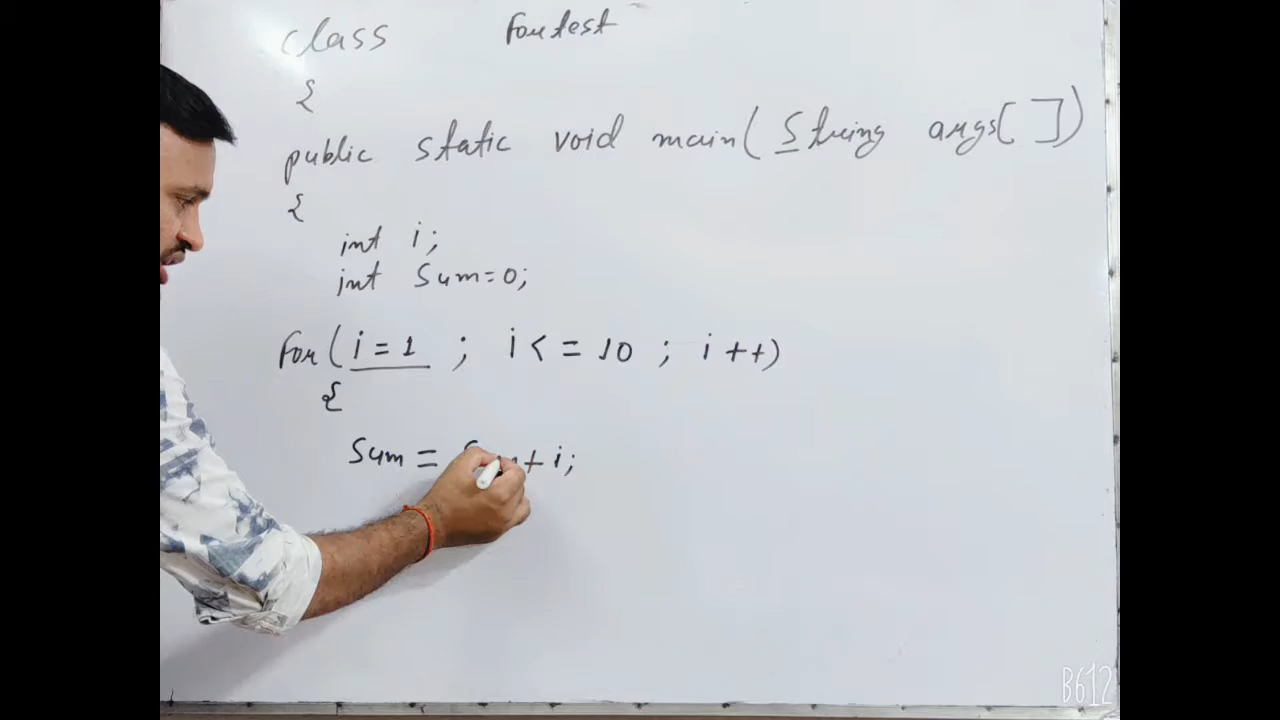 class Fortest
{
public static void main( String args[ ])
{
int i;
int Sum=0;
For( i = 1 ; i < = 10 ; i ++)
{
Sum = + i;
B612